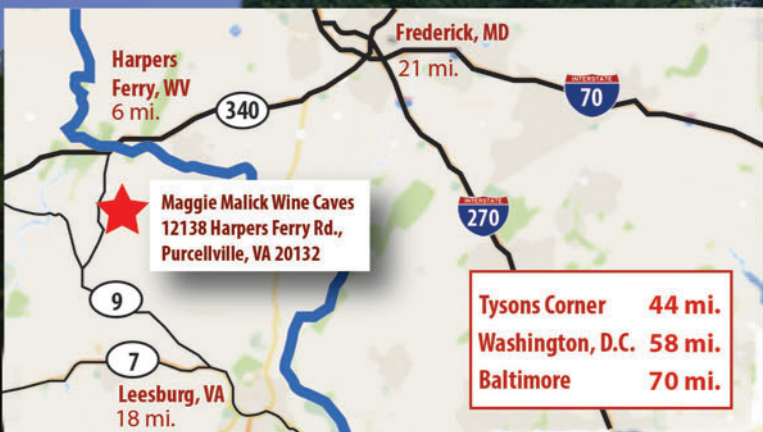 Harpers
Ferry, WV
6 mi.
Frederick, MD
21 mi.
340
INTERSTATE
70
Maggie Malick Wine Caves
12138 Harpers Ferry Rd.,
Purcellville, VA 20132
INTERSTATE
270
9
7
Leesburg, VA
18 mi.
Tysons Corner 44 mi.
Washington, D.C. 58 mi.
Baltimore 70 mi.